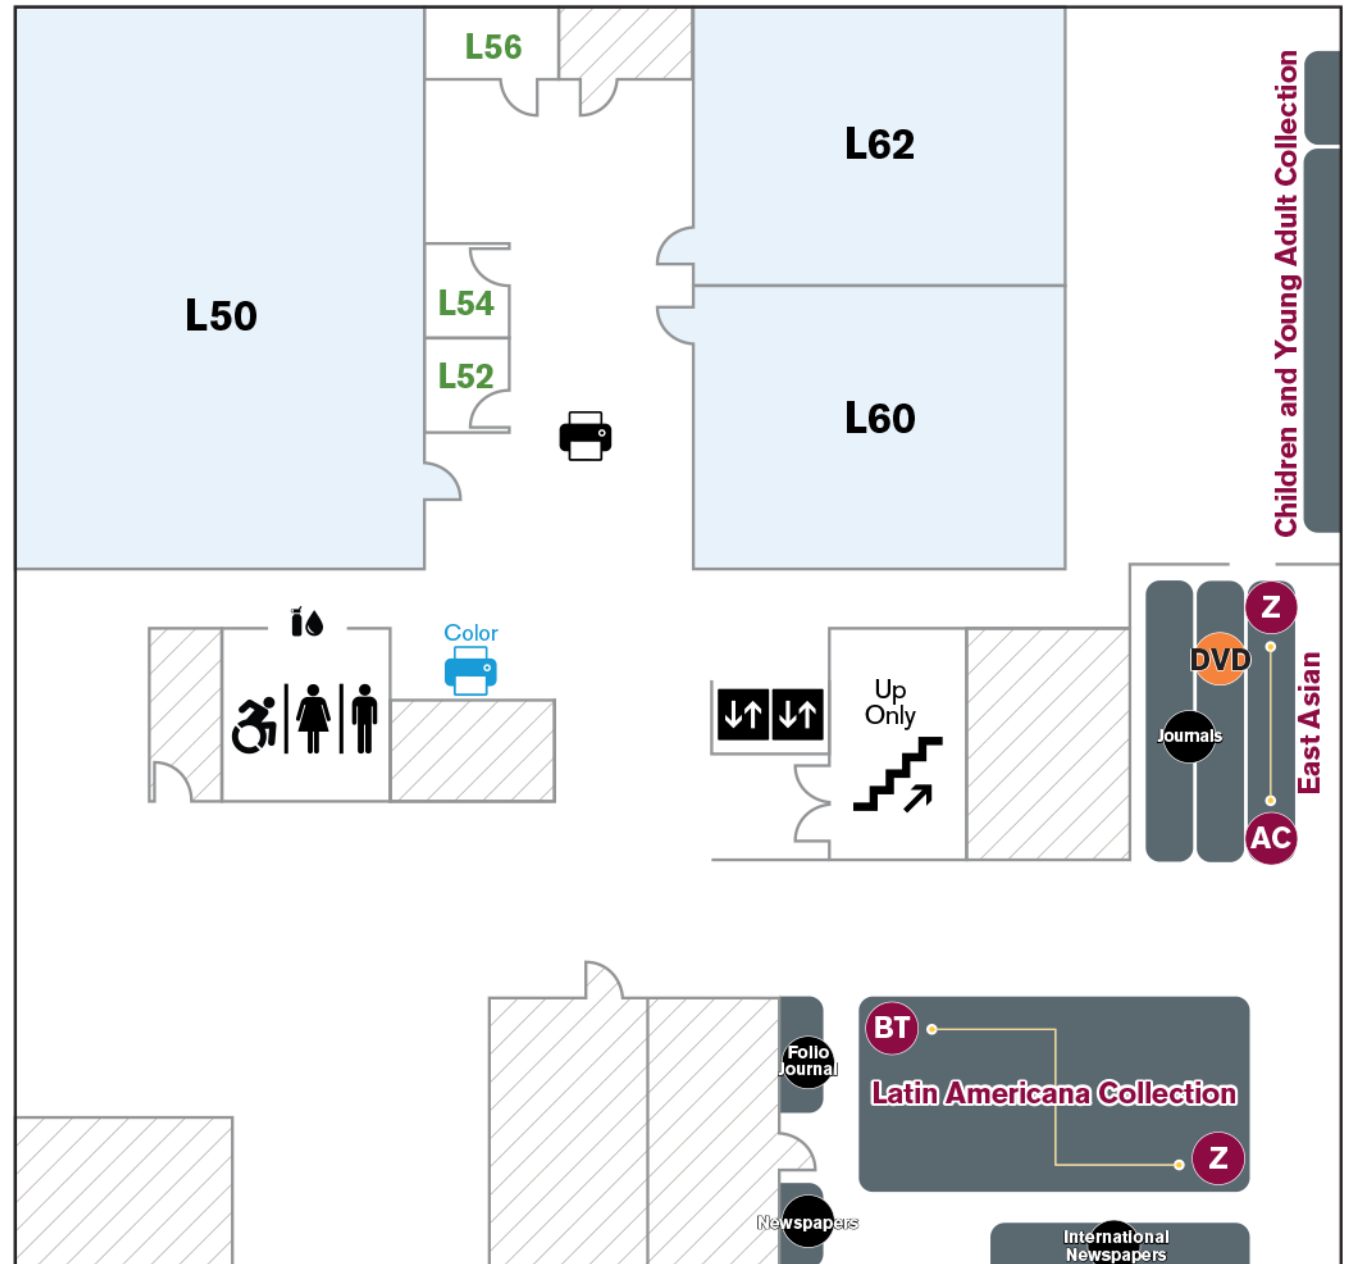 L56
L62
Children and Young Adult Collection
L54
L50
L52
L60
Z
Color
DVD
Up
Only
East Asian
Journals
AC
BT
Folio
Journal
Latin Americana Collection
Z
Newspapers
International
Newspapers